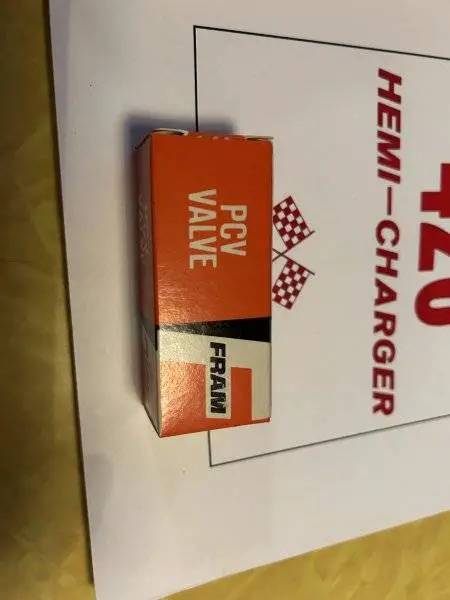 426
HEMI-CHARGER
PCV
VALVE
FRAM